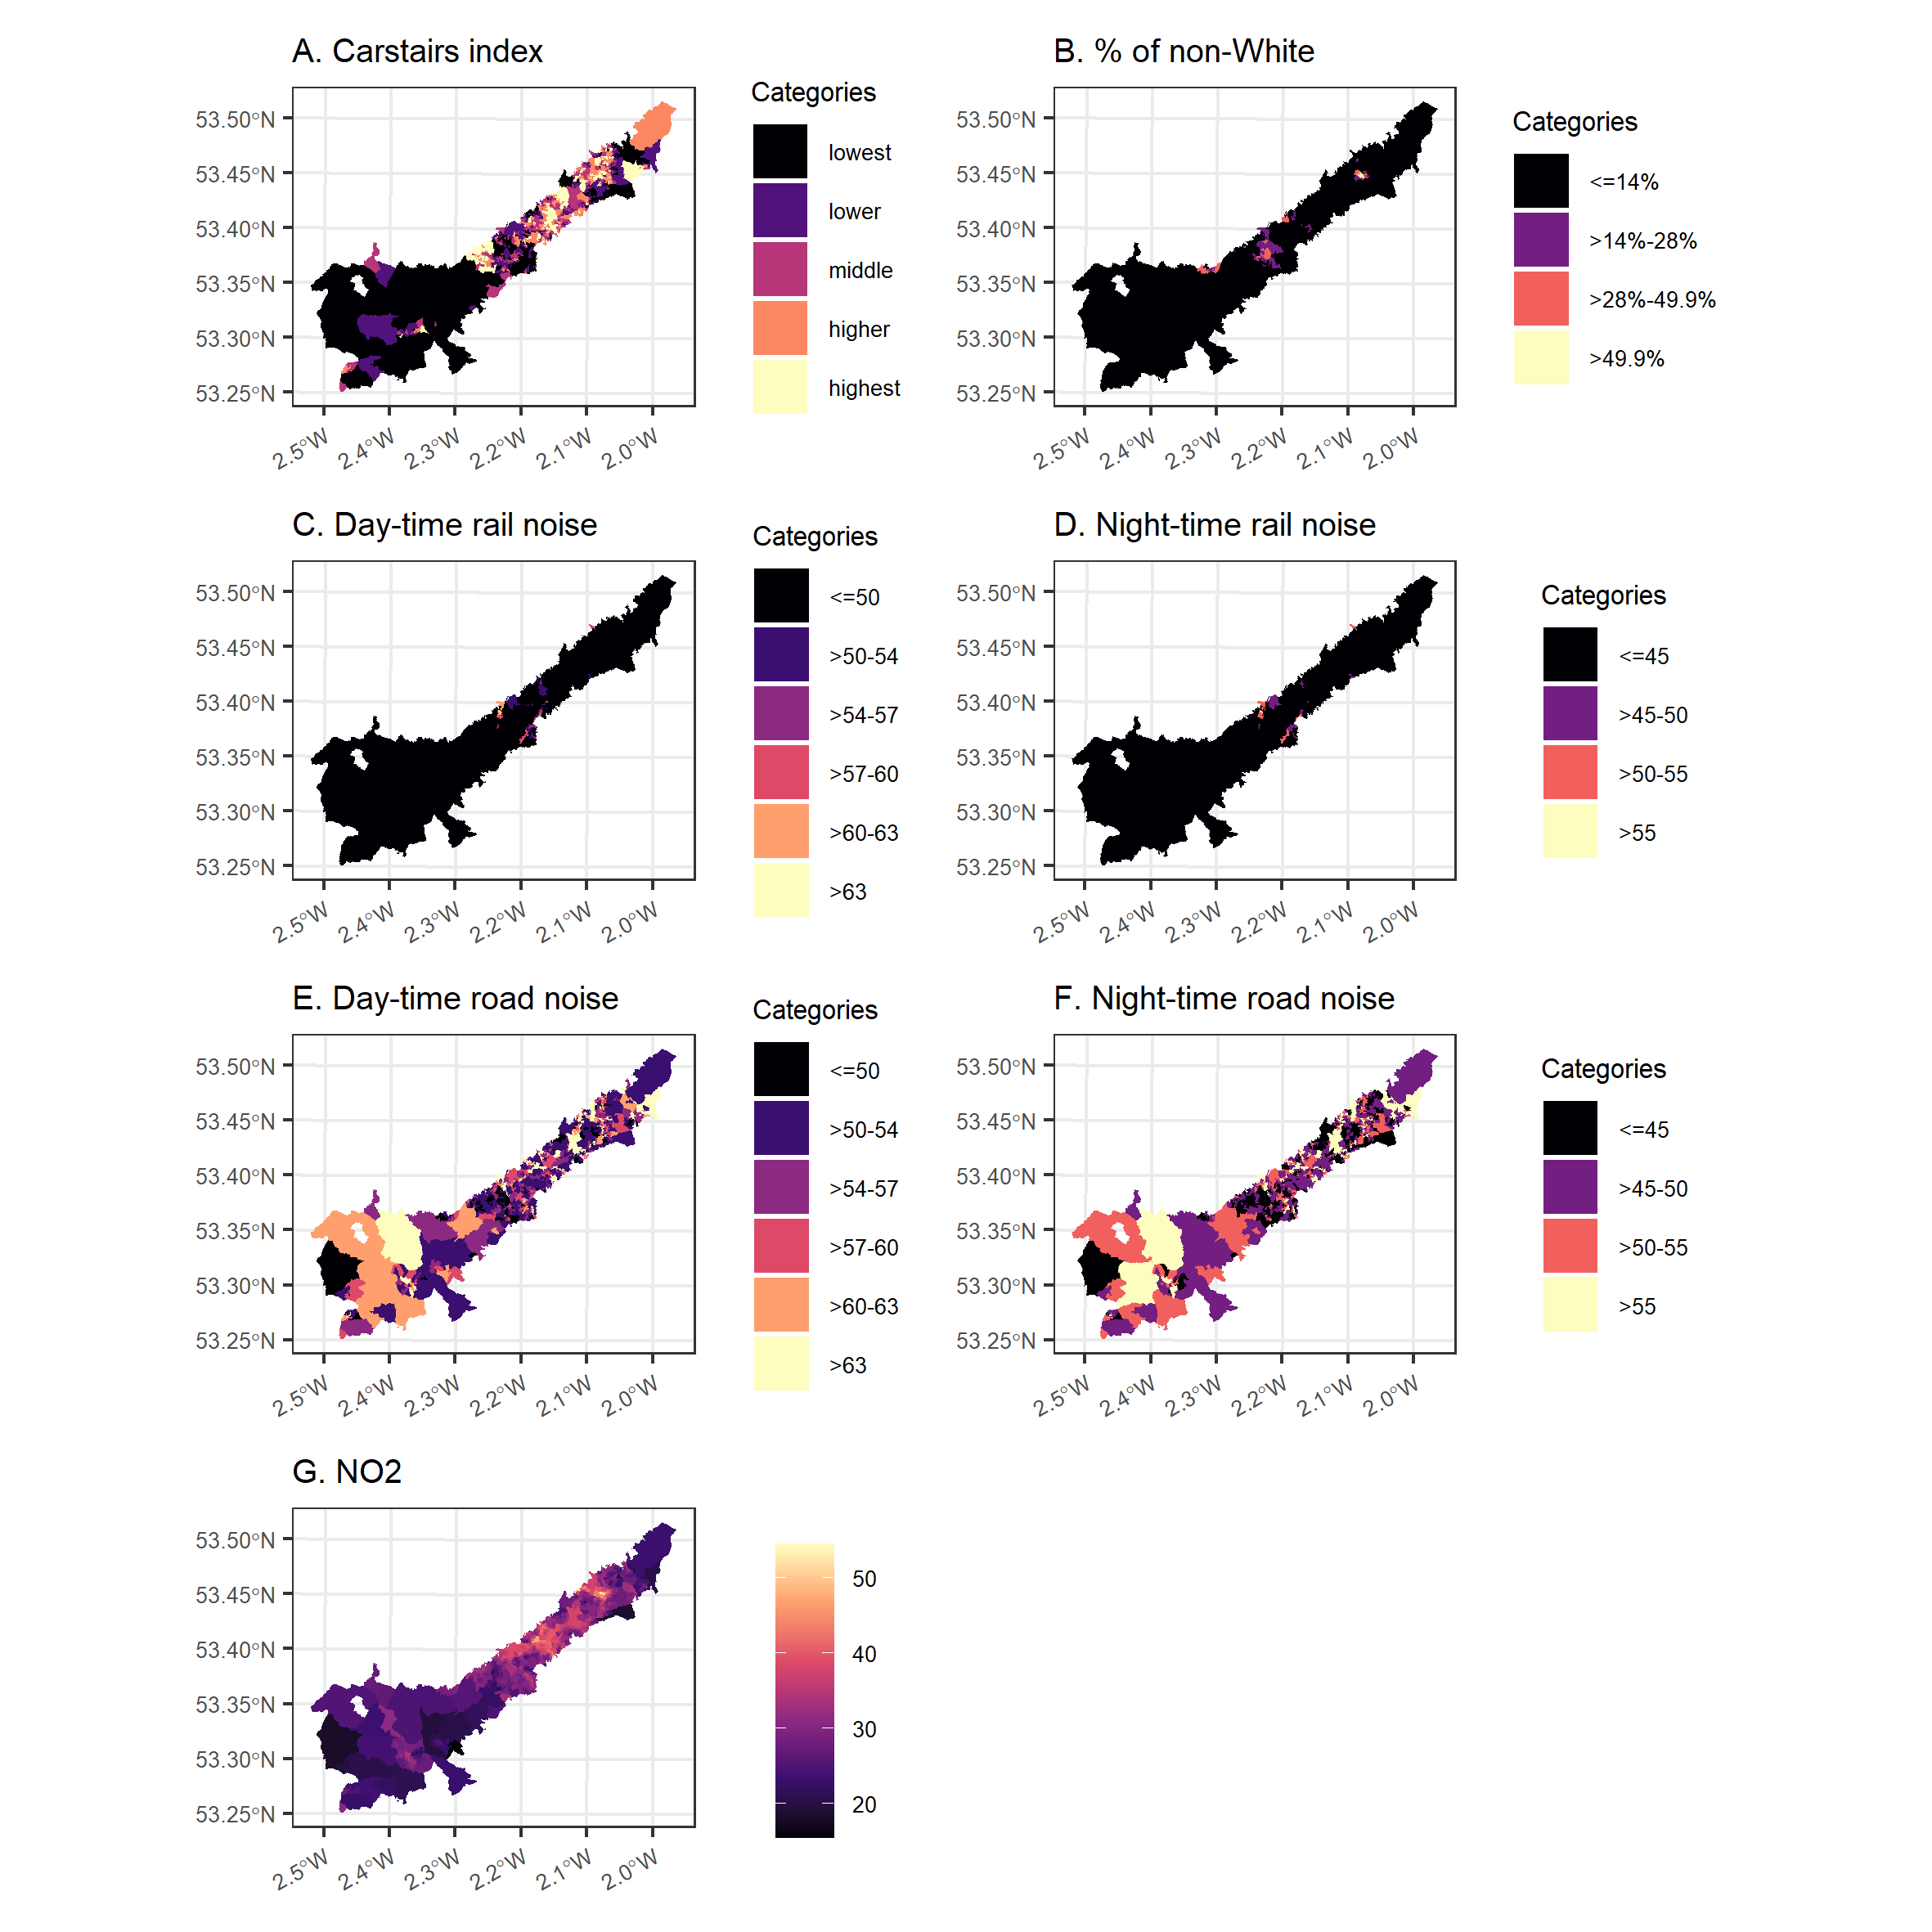 A. Carstairs index
53.50°N
53.45°N
53.40°N
53.35°N
53.30°N
53.25°N
2.5°W
2.4°W
2.3°W
2.2°W
2.1°W
2.0°W
Categories
lowest
lower
middle
higher
highest
B. % of non-White
53.50°N
53.45°N
53.40°N
53.35°N
53.30°N
53.25°N
2.5°W
2.4°W
2.3°W
2.2°W
2.1°W
2.0°W
Categories
<=14%
>14%-28%
>28%-49.9%
>49.9%
C. Day-time rail noise
53.50°N
53.45°N
53.40°N
53.35°N
53.30°N
53.25°N
2.5°W
2.4°W
2.3°W
2.2°W
2.1°W
2.0°W
Categories
<=50
>50-54
>54-57
>57-60
>60-63
>63
D. Night-time rail noise
53.50°N
53.45°N
53.40°N
53.35°N
53.30°N
53.25°N
2.5°W
2.4°W
2.3°W
2.2°W
2.1°W
2.0°W
Categories
<=45
>45-50
>50-55
>55
E. Day-time road noise
53.50°N
53.45°N
53.40°N
53.35°N
53.30°N
53.25°N
2.5°W
2.4°W
2.3°W
2.2°W
2.1°W
2.0°W
Categories
<=50
>50-54
>54-57
>57-60
>60-63
>63
F. Night-time road noise
53.50°N
53.45°N
53.40°N
53.35°N
53.30°N
53.25°N
2.5°W
2.4°W
2.3°W
2.2°W
2.1°W
2.0°W
Categories
<=45
>45-50
>50-55
>55
G. NO2
53.50°N
53.45°N
53.40°N
53.35°N
53.30°N
53.25°N
2.5°W
2.4°W
2.3°W
2.2°W
2.1°W
2.0°W
50
40
30
20